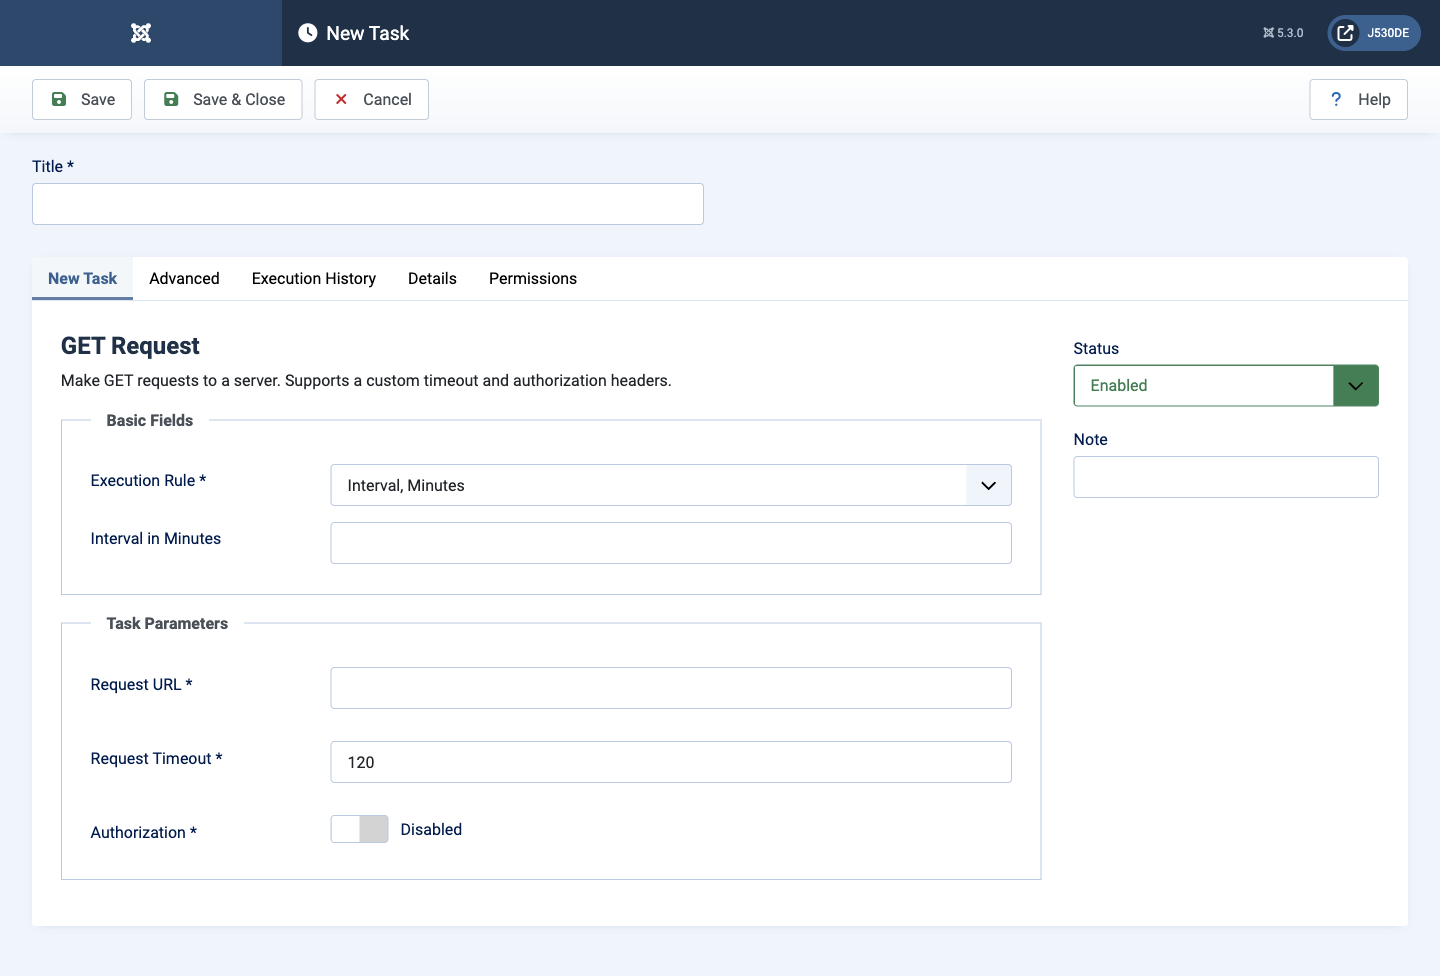 New Task
5.3.0
J530DE
Save
Save & Close
Cancel
? Help
Title *
New Task
Advanced
Execution History
Details
Permissions
GET Request
Make GET requests to a server. Supports a custom timeout and authorization headers.
Basic Fields
Execution Rule *
Interval, Minutes
Interval in Minutes
Task Parameters
Request URL *
Request Timeout *
120
Authorization *
Disabled
Status
Enabled
Note